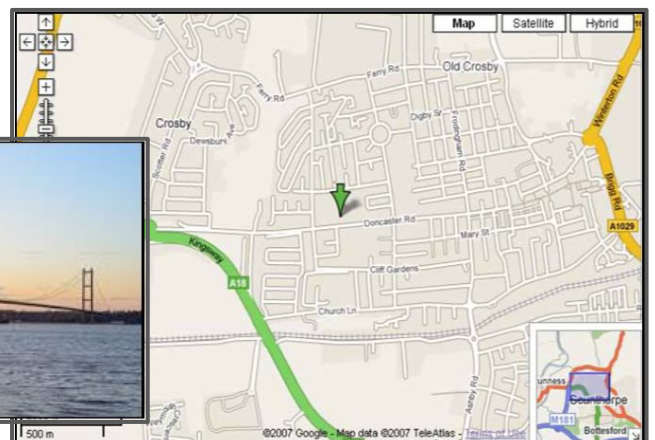 Map Satellite Hybrid
Ferry Rd
Old Crosby
Ferry Rd
Winterton Rd
Crosby
Dewsbury Ave
Digby St
Frodingham Rd
Scotter Rd
Brigg Rd
Doncaster Rd
A1029
Mary St
Kingsway
Cliff Gardens
A18
Church Ln
Scunthorpe
M181
Bottesford
Ashby Rd
500 m
©2007 Google - Map data ©2007 TeleAtlas - Terms of Use